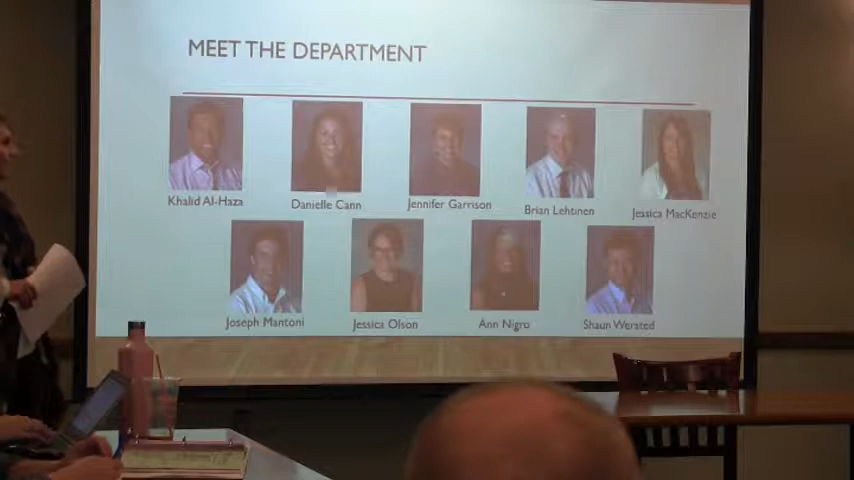 MEET THE DEPARTMENT
Khalid Al-Haza
Danielle Cann
Jennifer Garrison
Brian Lehtinen
Jessica MacKenzie
Joseph Mantoni
Jessica Olson
Ann Nigro
Shaun Wersted